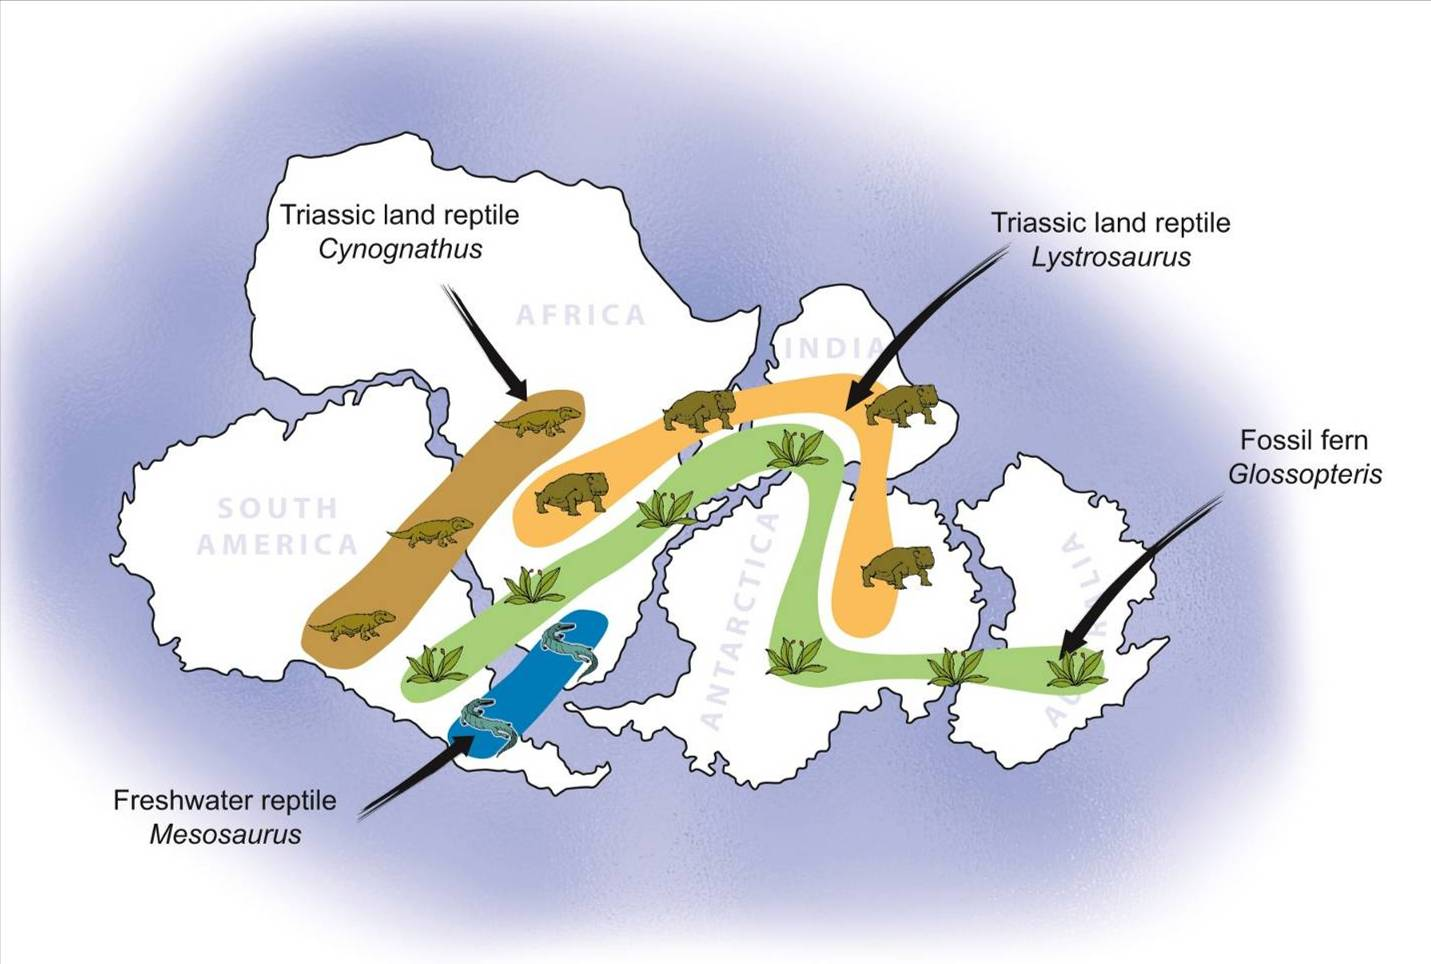 Triassic land reptile
Cynognathus
Triassic land reptile
Lystrosaurus
AFRICA
INDIA
Fossil fern
Glossopteris
SOUTH
AMERICA
ANTARCTICA
Freshwater reptile
Mesosaurus